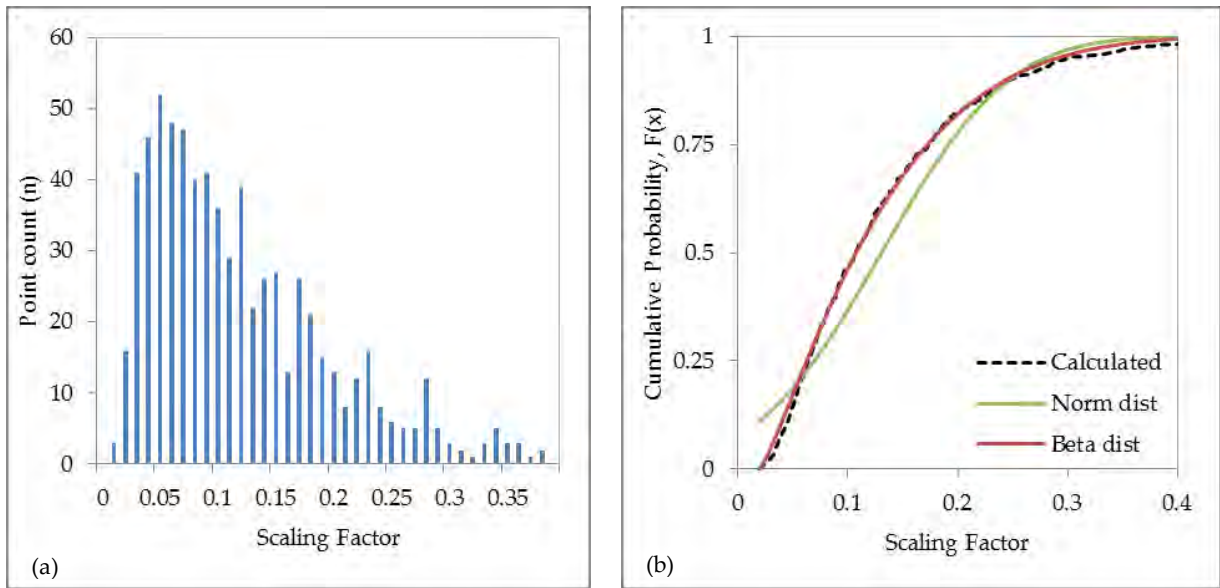 60
50
40
30
20
10
0
Point count (n)
0 0.05 0.1 0.15 0.2 0.25 0.3 0.35
Scaling Factor
(a)
1
0.75
0.5
0.25
0
Cumulative Probability, F(x)
Calculated
Norm dist
Beta dist
0 0.1 0.2 0.3 0.4
Scaling Factor
(b)